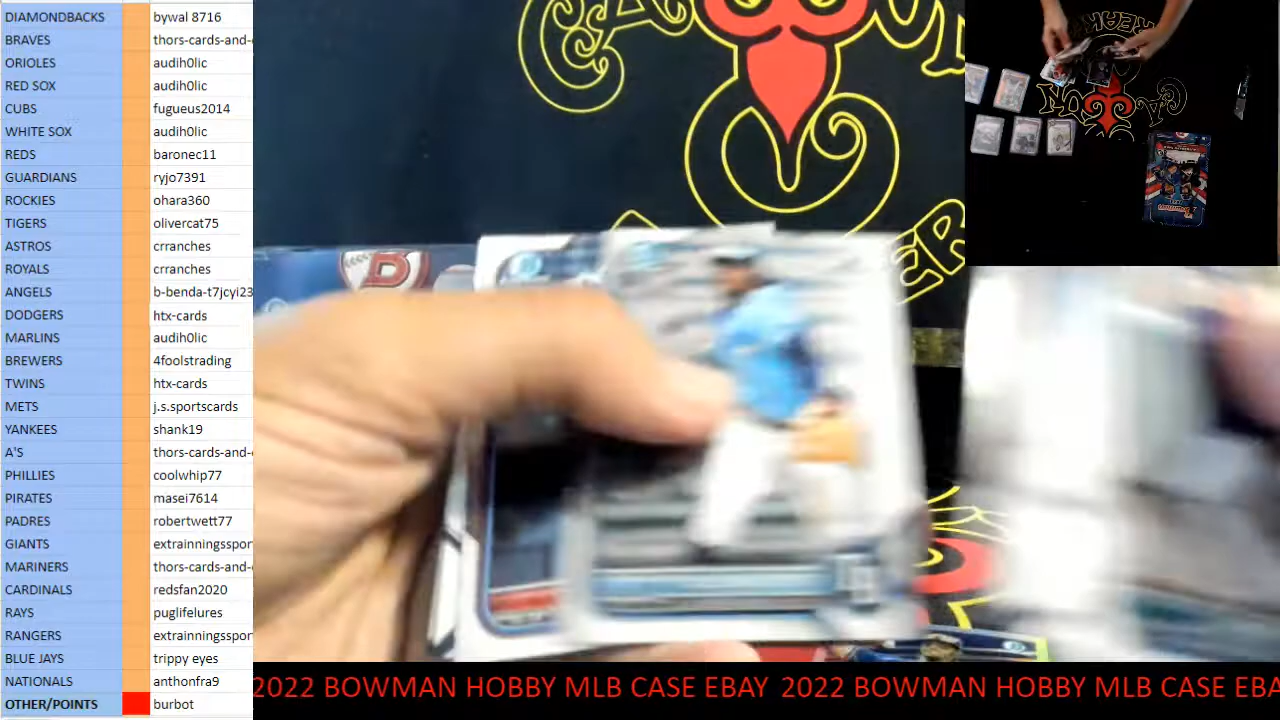 DIAMONDBACKS bywal 8716
BRAVES thors-cards-and-
ORIOLES audih0lic
RED SOX audih0lic
CUBS fugueus2014
WHITE SOX audih0lic
REDS baronec11
GUARDIANS ryjo7391
ROCKIES ohara360
TIGERS olivercat75
ASTROS crranches
ROYALS crranches
ANGELS b-benda-t7jcyi23
DODGERS htx-cards
MARLINS audih0lic
BREWERS 4foolstrading
TWINS htx-cards
METS j.s.sportscards
YANKEES shank19
A'S thors-cards-and-
PHILLIES coolwhip77
PIRATES masei7614
PADRES robertwett77
GIANTS extrainningsspor
MARINERS thors-cards-and-
CARDINALS redsfan2020
RAYS puglifelures
RANGERS extrainningsspor
BLUE JAYS trippy eyes
NATIONALS anthonfra9
OTHER/POINTS burbot
2022 BOWMAN HOBBY MLB CASE EBAY 2022 BOWMAN HOBBY MLB CASE EBA